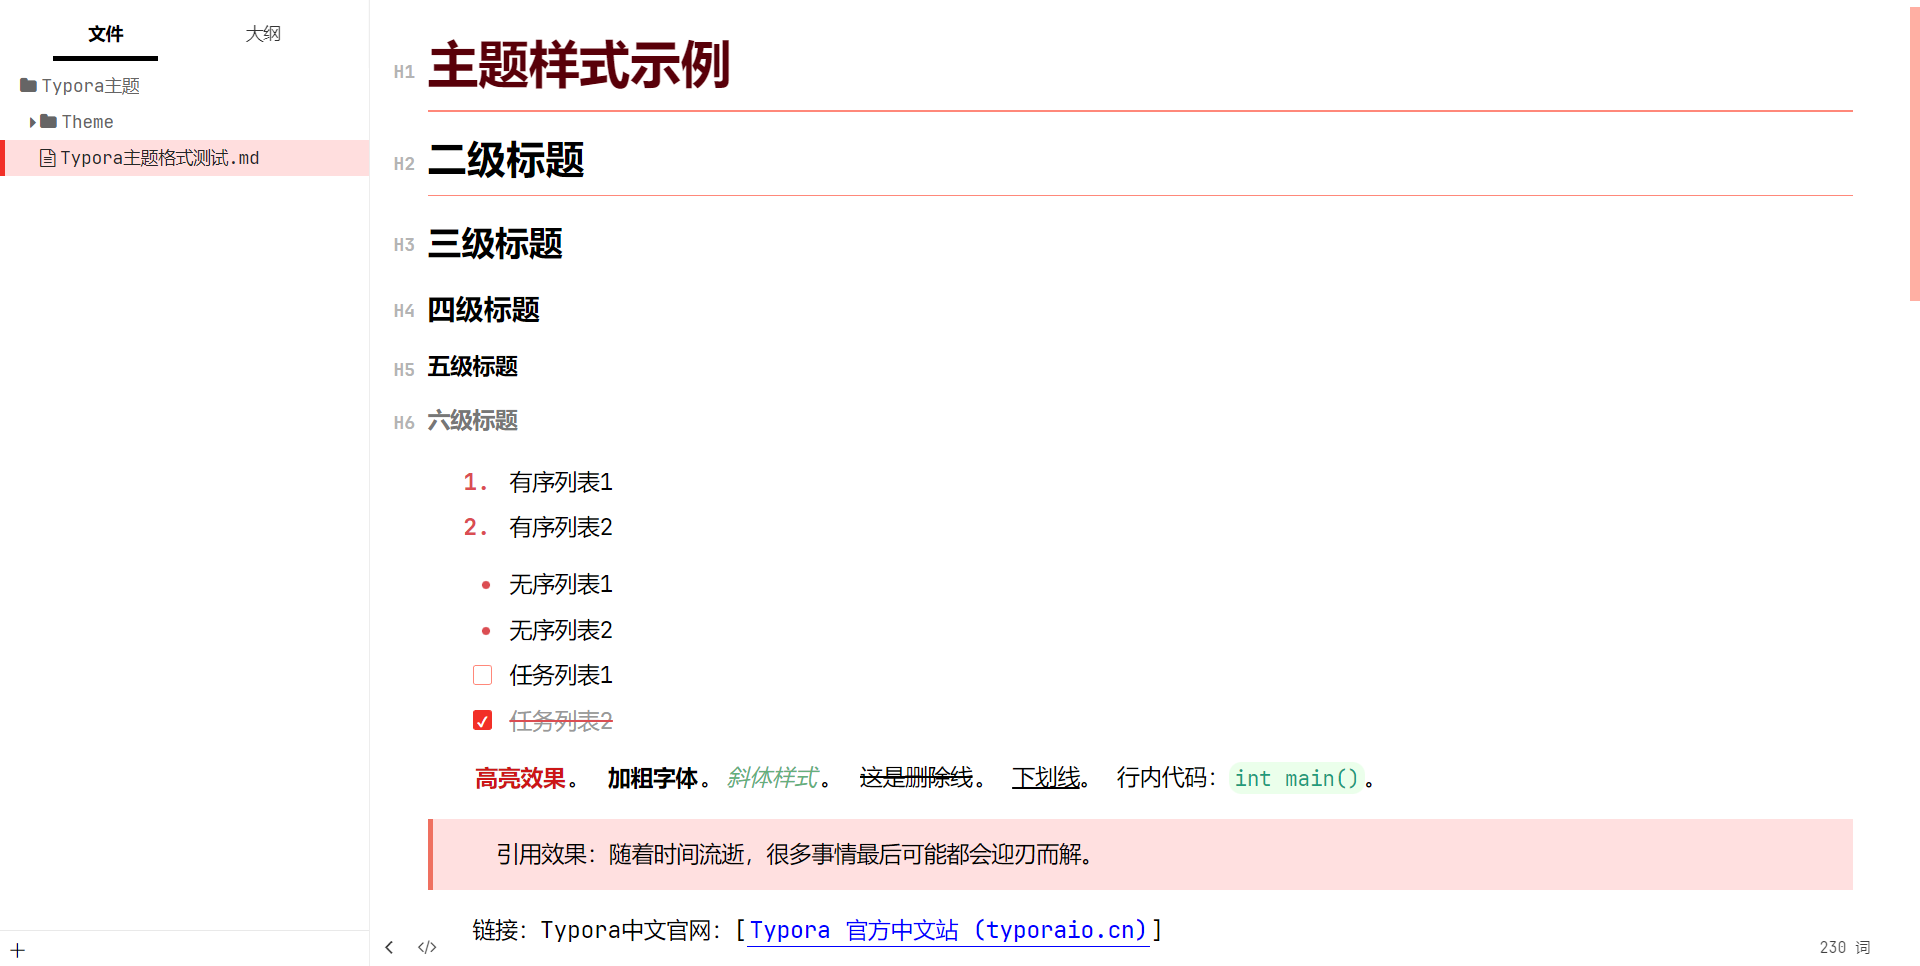 文件
大纲
Typora主题
Theme
Typora主题格式测试.md
H1 主题样式示例
H2 二级标题
H3 三级标题
H4 四级标题
H5 五级标题
H6 六级标题
1. 有序列表1
2. 有序列表2
无序列表1
无序列表2
任务列表1
任务列表2
高亮效果。 加粗字体。 斜体样式。 这是删除线。 下划线。 行内代码：int main()。
引用效果：随着时间流逝，很多事情最后可能都会迎刃而解。
链接：Typora中文官网：[Typora 官方中文站 (typoraio.cn)]
230 词